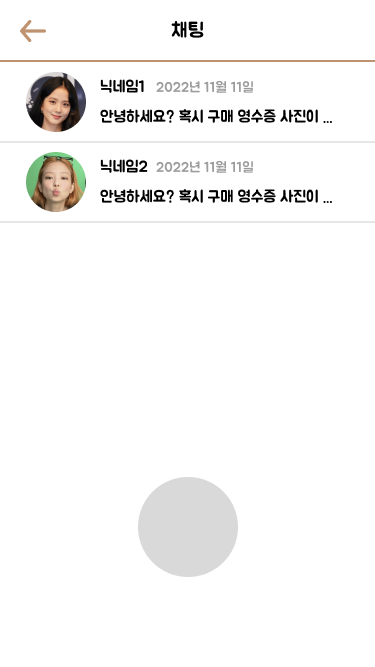 채팅
닉네임1 2022년 11월 11일
안녕하세요? 혹시 구매 영수증 사진이 ...
닉네임2 2022년 11월 11일
안녕하세요? 혹시 구매 영수증 사진이 ...